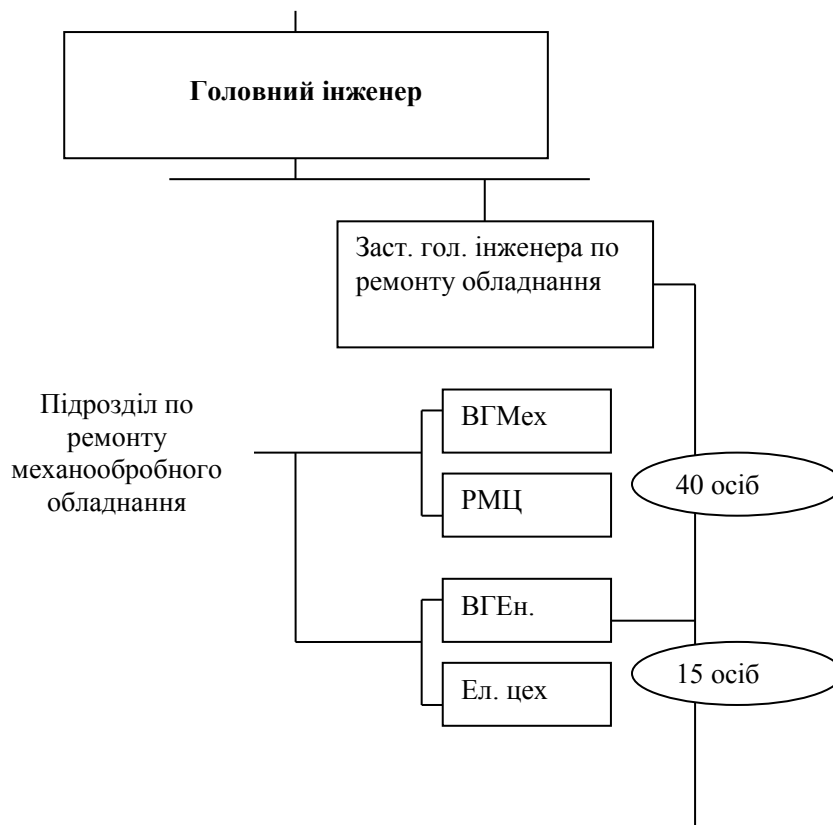 Головний інженер
Заст. гол. інженера по
ремонту обладнання
Підрозділ по
ремонту
механообробного
обладнання
ВГМех
40 осіб
РМЦ
ВГЕн.
15 осіб
Ел. цех